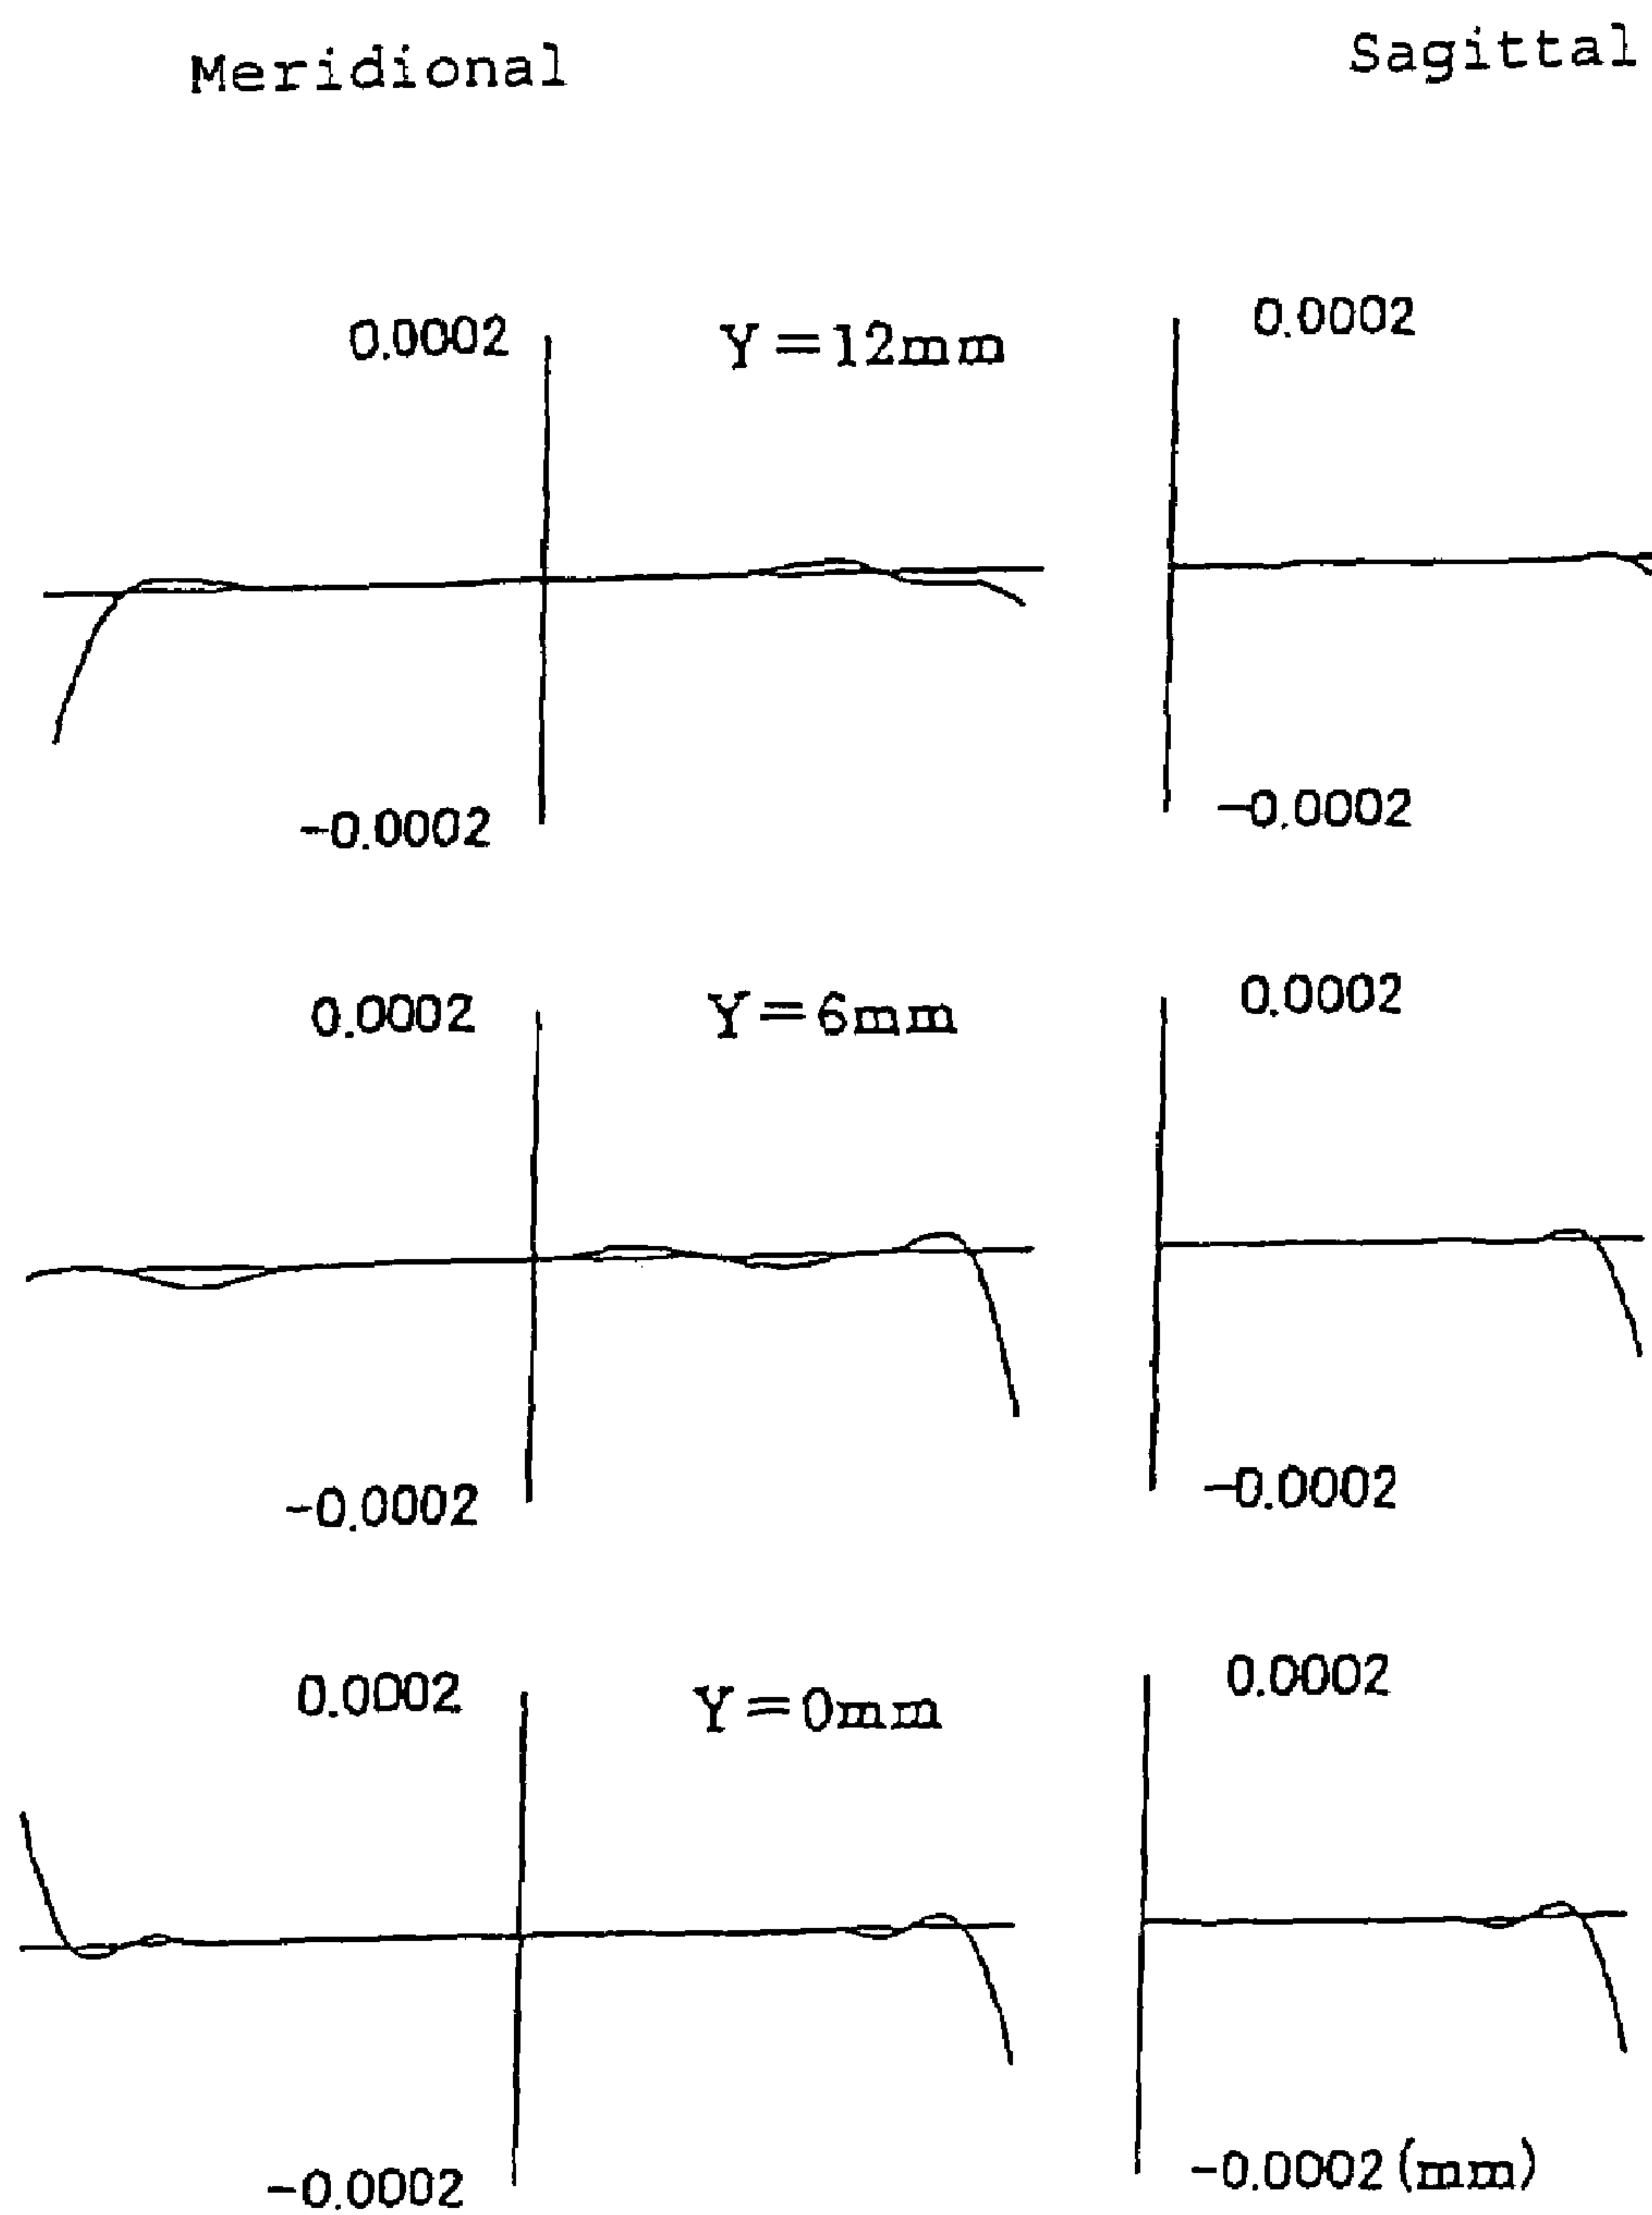 Meridional Sagittal
0.0002 Y=12mm 0.0002
-0.0002 -0.0002
0.0002 Y=6mm 0.0002
-0.0002 -0.0002
0.0002 Y=0mm 0.0002
-0.0002 -0.0002(mm)